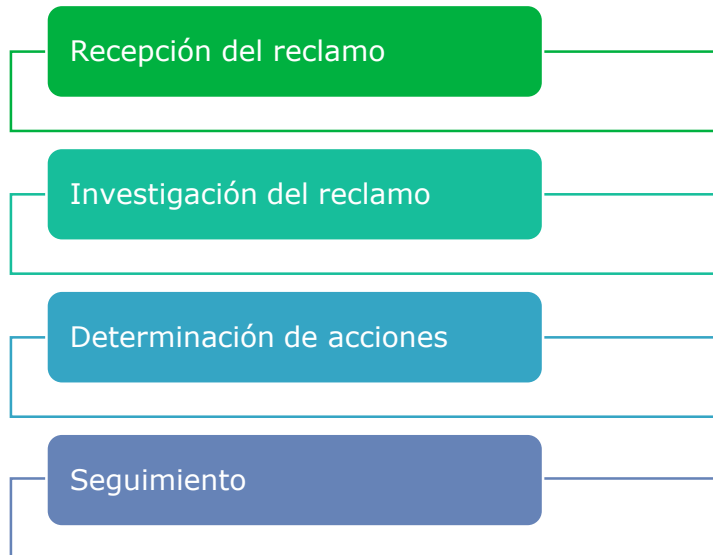 Recepción del reclamo
Investigación del reclamo
Determinación de acciones
Seguimiento